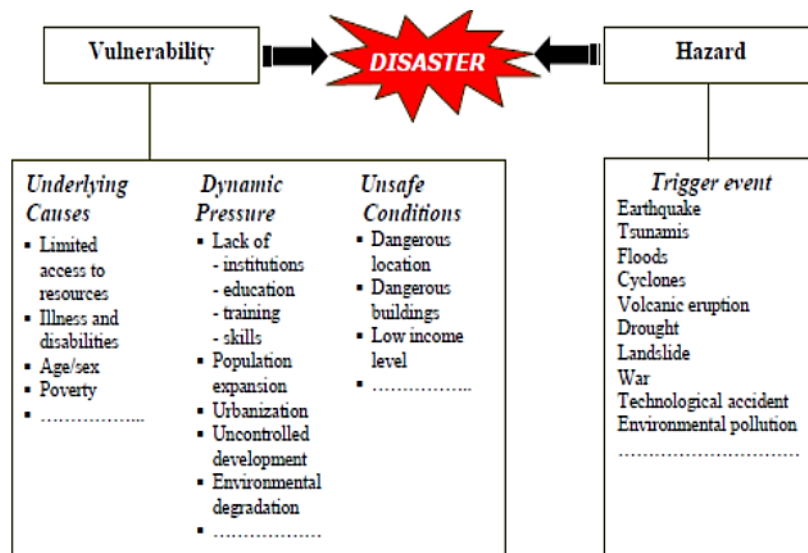 Vulnerability
DISASTER
Hazard
Underlying
Causes
▪ Limited
access to
resources
▪ Illness and
disabilities
▪ Age/sex
▪ Poverty
▪ ……………...
Dynamic
Pressure
▪ Lack of
- institutions
- education
- training
- skills
▪ Population
expansion
▪ Urbanization
▪ Uncontrolled
development
▪ Environmental
degradation
▪ ………………
Unsafe
Conditions
▪ Dangerous
location
▪ Dangerous
buildings
▪ Low income
level
▪ ……………..
Trigger event
Earthquake
Tsunamis
Floods
Cyclones
Volcanic eruption
Drought
Landslide
War
Technological accident
Environmental pollution
…………………………